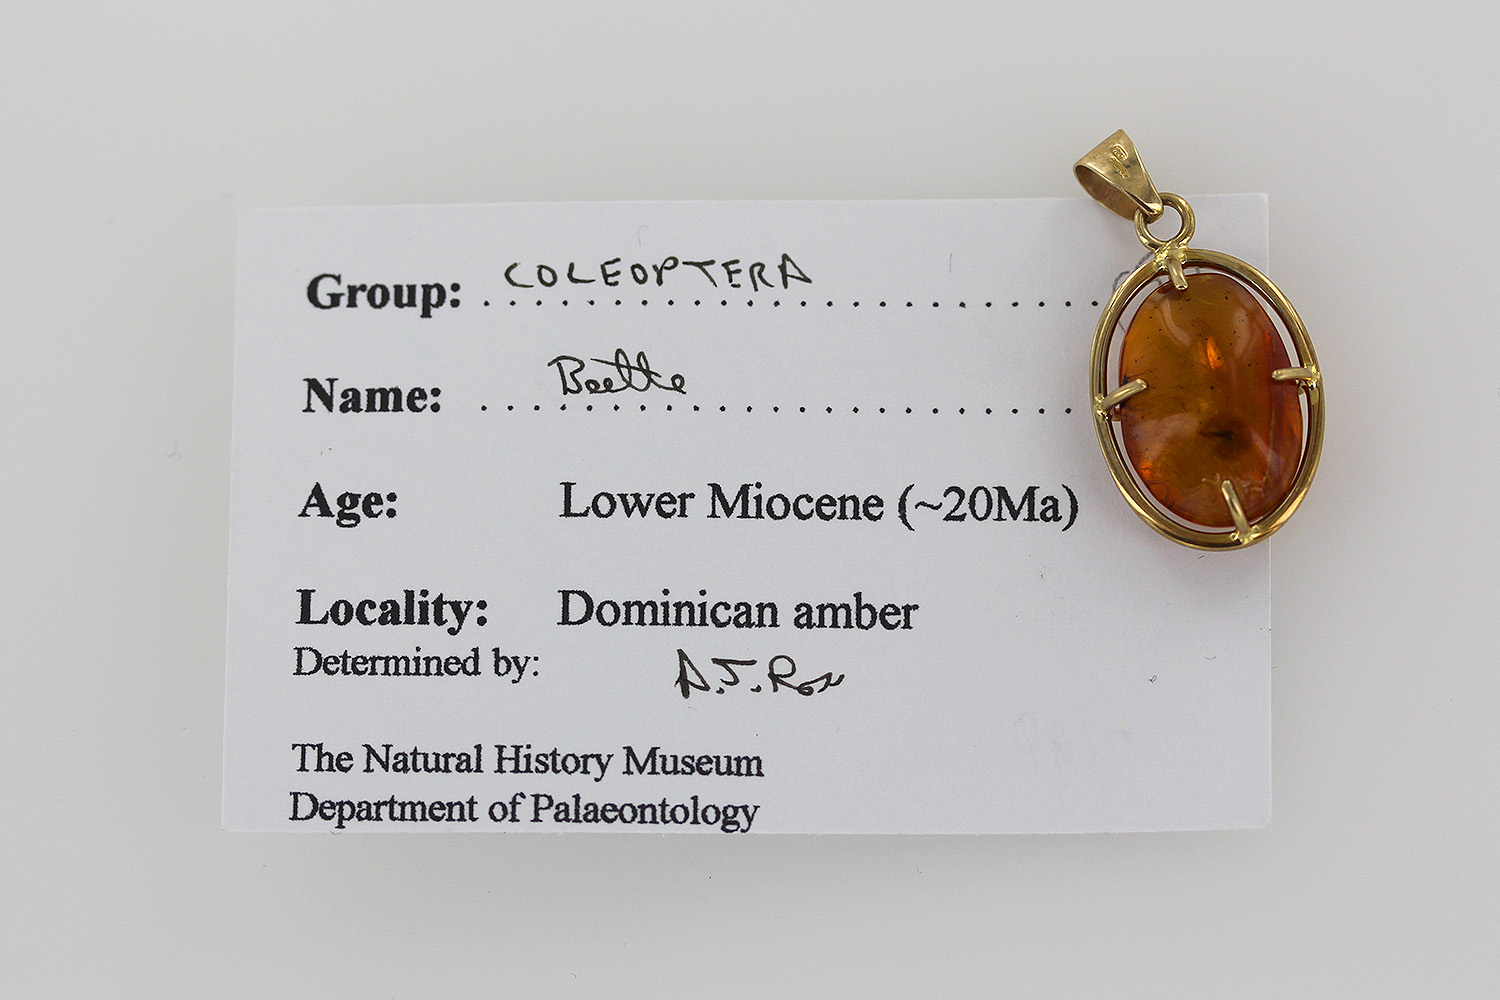 Group: COLEOPTERA
Name: Beetle
Age: Lower Miocene (~20Ma)
Locality: Dominican amber
Determined by: A.J. Ross
The Natural History Museum
Department of Palaeontology